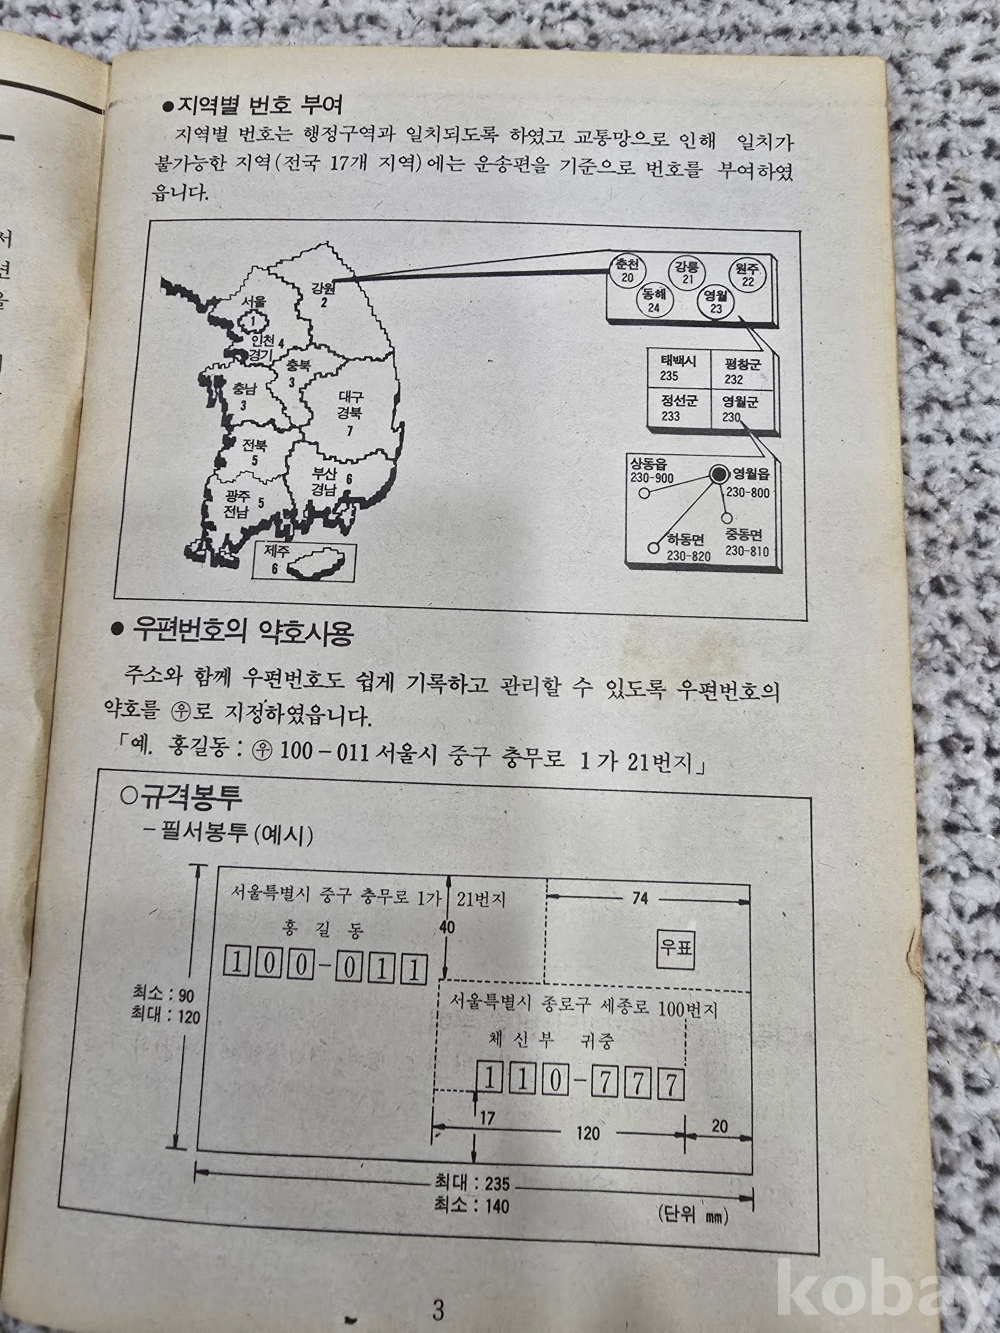 ●지역별 번호 부여
지역별 번호는 행정구역과 일치되도록 하였고 교통망으로 인해 일치가
불가능한 지역(전국 17개 지역)에는 운송편을 기준으로 번호를 부여하였
읍니다.
서울
1
강원
2
인천 4
경기
충북
3
충남
3
대구
경북
7
전북
5
부산 6
경남
광주 5
전남
제주
6
춘천
20
강릉
21
원주
22
동해
24
영월
23
태백시
235
평창군
232
정선군
233
영월군
230
상동읍
230-900
영월읍
230-800
하동면
230-820
중동면
230-810
● 우편번호의 약호사용
주소와 함께 우편번호도 쉽게 기록하고 관리할 수 있도록 우편번호의
약호를 ㉾로 지정하였읍니다.
「예. 홍길동 : ㉾ 100-011 서울시 중구 충무로 1가 21번지」
○규격봉투
-필서봉투(예시)
서울특별시 중구 충무로 1가 21번지
홍 길 동
100-011
74
40
우표
최소 : 90
최대 : 120
서울특별시 종로구 세종로 100번지
체 신 부 귀중
110-777
17
120
20
최대 : 235
최소 : 140
(단위 mm)
3
kobay